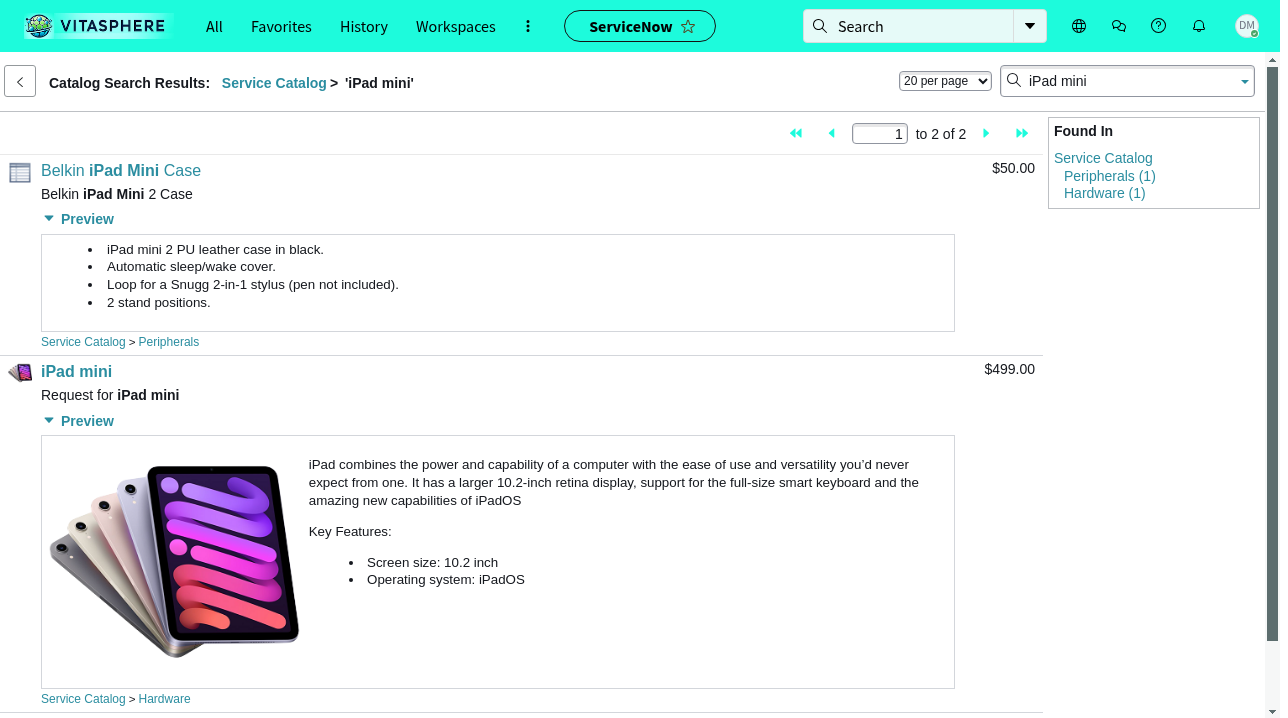 VITASPHERE
All
Favorites
History
Workspaces
ServiceNow
Search
DM
Catalog Search Results: Service Catalog > 'iPad mini'
20 per page
iPad mini
1 to 2 of 2
Belkin iPad Mini Case
$50.00
Belkin iPad Mini 2 Case
Preview
iPad mini 2 PU leather case in black.
Automatic sleep/wake cover.
Loop for a Snugg 2-in-1 stylus (pen not included).
2 stand positions.
Service Catalog > Peripherals
iPad mini
$499.00
Request for iPad mini
Preview
iPad combines the power and capability of a computer with the ease of use and versatility you’d never
expect from one. It has a larger 10.2-inch retina display, support for the full-size smart keyboard and the
amazing new capabilities of iPadOS
Key Features:
Screen size: 10.2 inch
Operating system: iPadOS
Service Catalog > Hardware
Found In
Service Catalog
Peripherals (1)
Hardware (1)